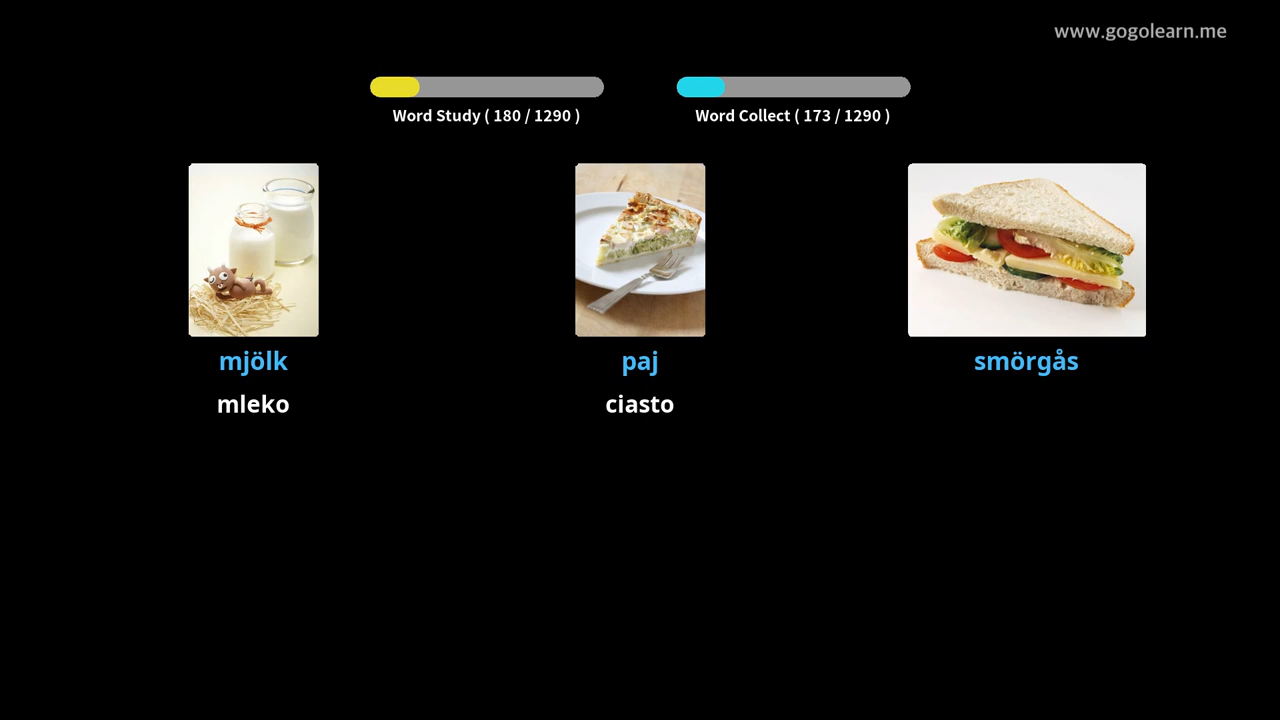 www.gogolearn.me
Word Study ( 180 / 1290 )
Word Collect ( 173 / 1290 )
mjölk
paj
smörgås
mleko
ciasto